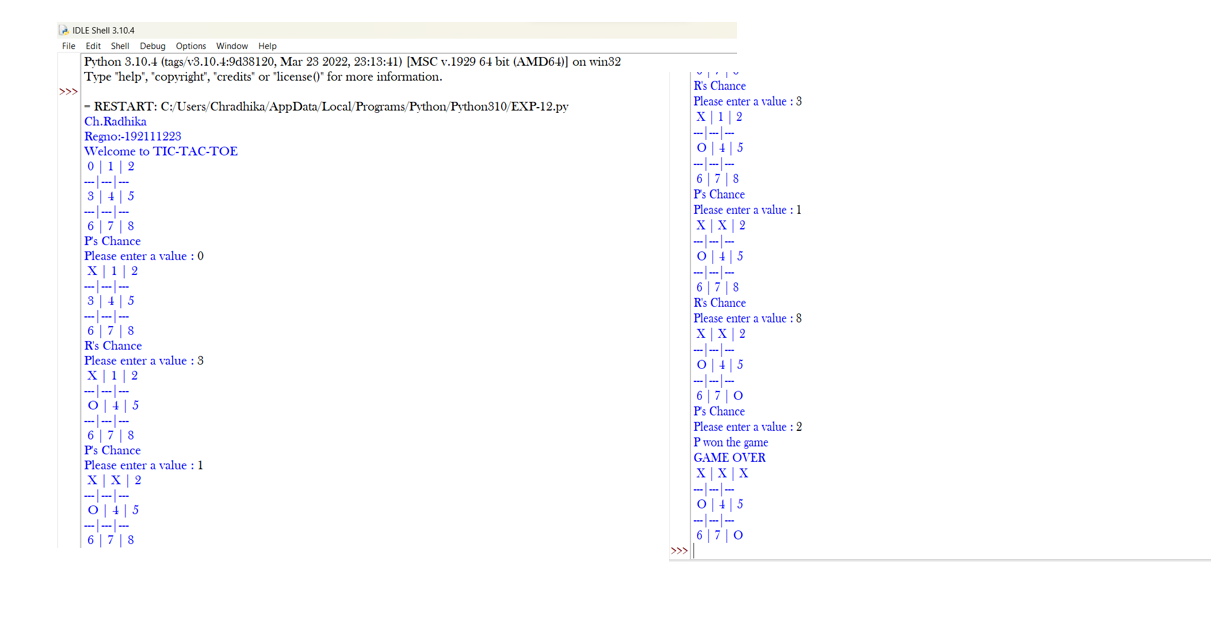 IDLE Shell 3.10.4
File Edit Shell Debug Options Window Help
Python 3.10.4 (tags/v3.10.4:9d38120, Mar 23 2022, 23:13:41) [MSC v.1929 64 bit (AMD64)] on win32
Type "help", "copyright", "credits" or "license()" for more information.
>>>
= RESTART: C:/Users/Chradhika/AppData/Local/Programs/Python/Python310/EXP-12.py
Ch.Radhika
Regno:-192111223
Welcome to TIC-TAC-TOE
0 | 1 | 2
---|---|---
3 | 4 | 5
---|---|---
6 | 7 | 8
P's Chance
Please enter a value : 0
X | 1 | 2
---|---|---
3 | 4 | 5
---|---|---
6 | 7 | 8
R's Chance
Please enter a value : 3
X | 1 | 2
---|---|---
O | 4 | 5
---|---|---
6 | 7 | 8
P's Chance
Please enter a value : 1
X | X | 2
---|---|---
O | 4 | 5
---|---|---
6 | 7 | 8
R's Chance
Please enter a value : 3
X | 1 | 2
---|---|---
O | 4 | 5
---|---|---
6 | 7 | 8
P's Chance
Please enter a value : 1
X | X | 2
---|---|---
O | 4 | 5
---|---|---
6 | 7 | 8
R's Chance
Please enter a value : 8
X | X | 2
---|---|---
O | 4 | 5
---|---|---
6 | 7 | O
P's Chance
Please enter a value : 2
P won the game
GAME OVER
X | X | X
---|---|---
O | 4 | 5
---|---|---
6 | 7 | O
>>>